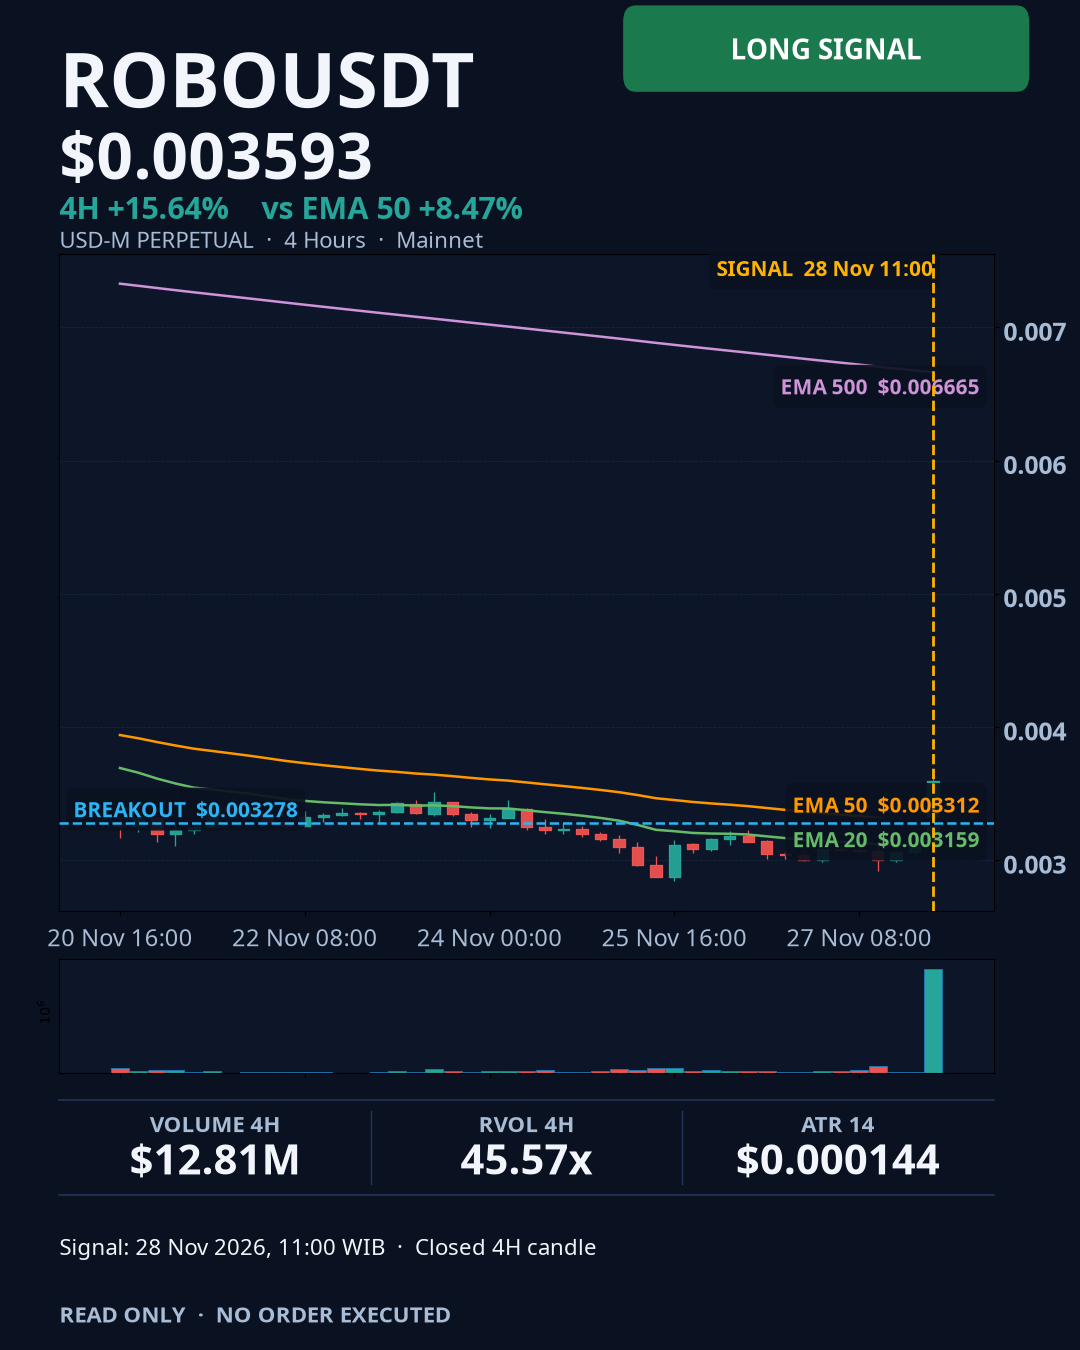 LONG SIGNAL
ROBOUSDT
$0.003593
4H +15.64% vs EMA 50 +8.47%
USD-M PERPETUAL · 4 Hours · Mainnet
SIGNAL 28 Nov 11:00
0.007
EMA 500 $0.006665
0.006
0.005
0.004
EMA 50 $0.003312
BREAKOUT $0.003278
EMA 20 $0.003159
0.003
20 Nov 16:00 22 Nov 08:00 24 Nov 00:00 25 Nov 16:00 27 Nov 08:00
10⁶
VOLUME 4H RVOL 4H ATR 14
$12.81M 45.57x $0.000144
Signal: 28 Nov 2026, 11:00 WIB · Closed 4H candle
READ ONLY · NO ORDER EXECUTED